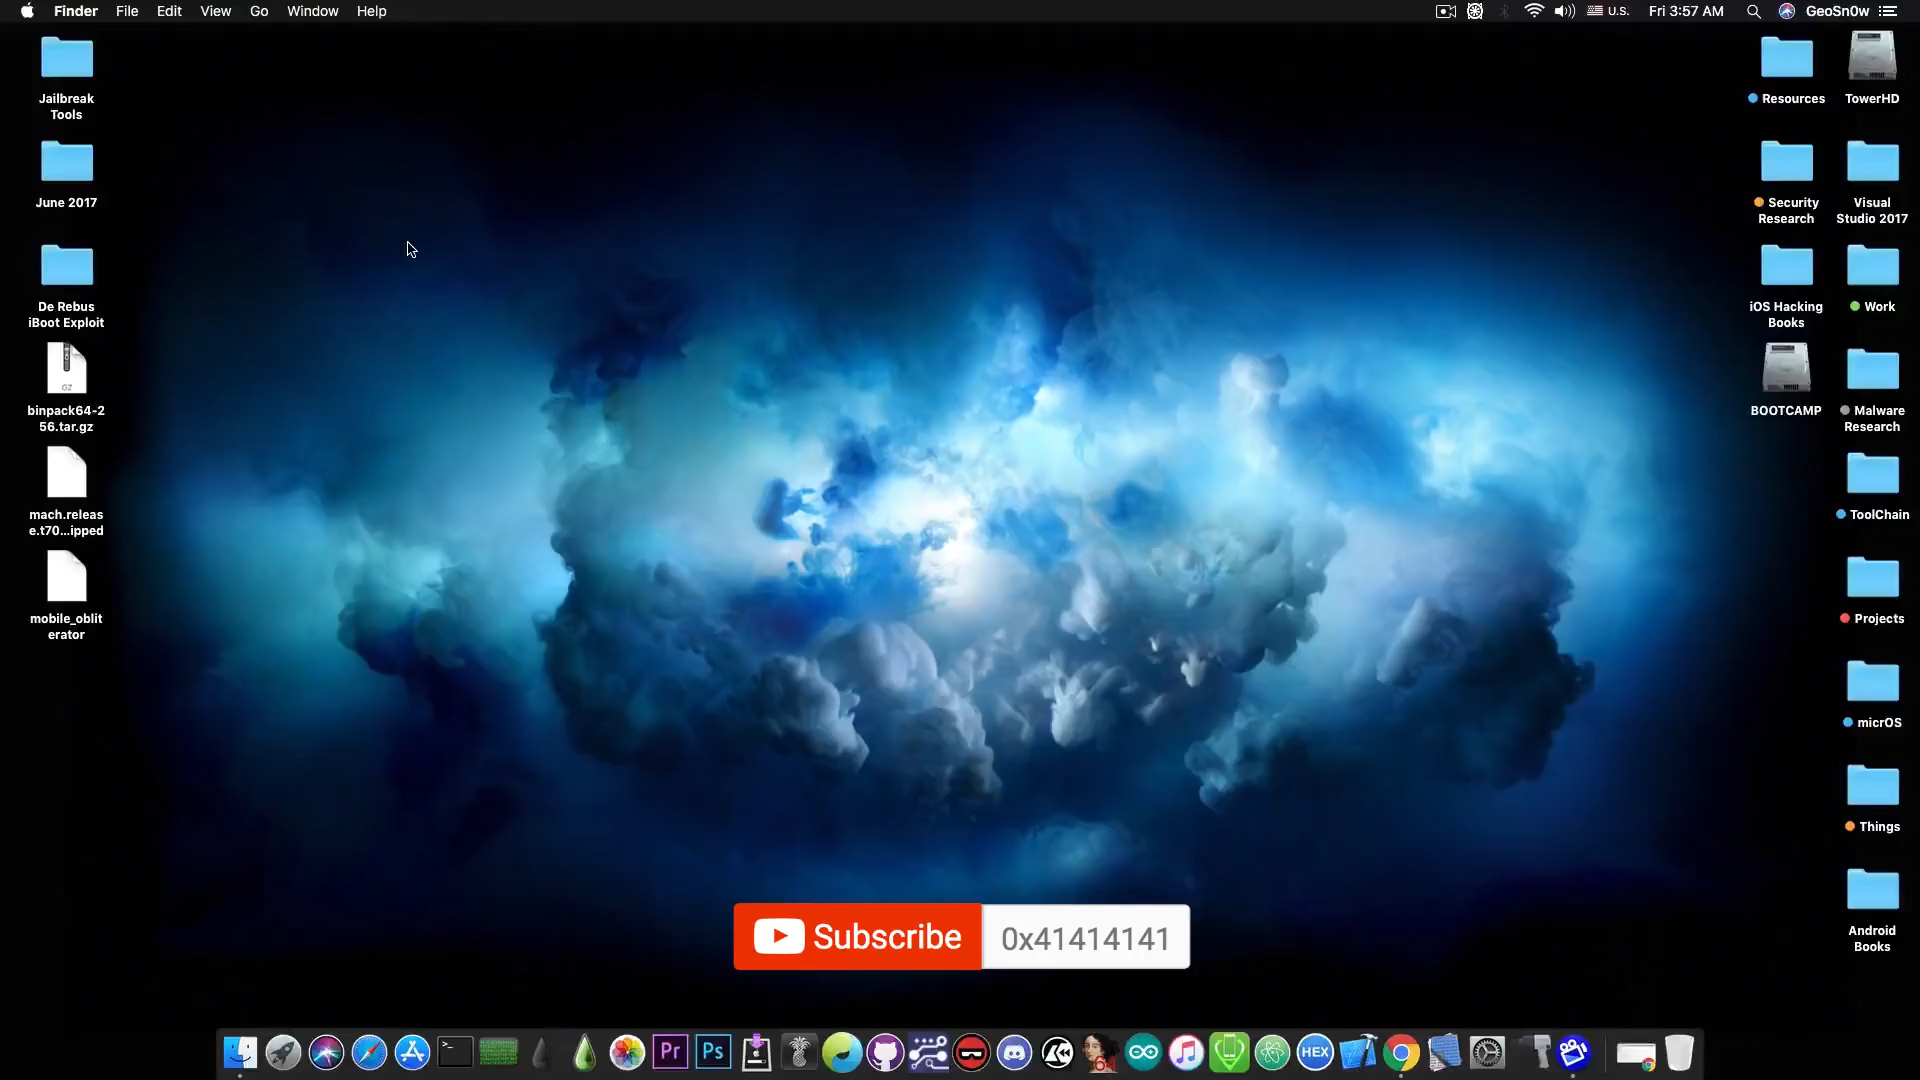 Finder File Edit View Go Window Help
U.S. Fri 3:57 AM GeoSn0w
Jailbreak
Tools
June 2017
De Rebus
iBoot Exploit
GZ
binpack64-2
56.tar.gz
mach.releas
e.t70...ipped
mobile_oblit
erator
Resources
TowerHD
Security
Research
Visual
Studio 2017
iOS Hacking
Books
Work
BOOTCAMP
Malware
Research
ToolChain
Projects
micrOS
Things
Android
Books
Subscribe 0x41414141
>_
Pr
Ps
HEX